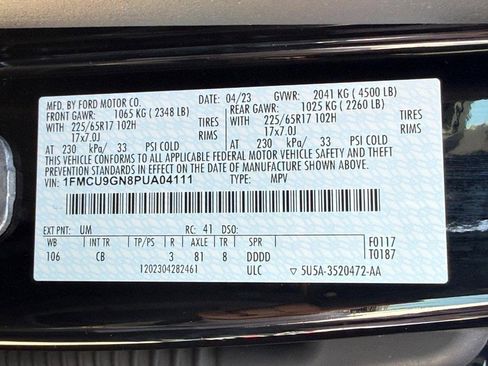 MFD. BY FORD MOTOR CO.
DATE: 04/23 GVWR: 2041 KG ( 4500 LB)
FRONT GAWR: 1065 KG ( 2348 LB) REAR GAWR: 1025 KG ( 2260 LB)
WITH 225/65R17 102H TIRES WITH 225/65R17 102H TIRES
17x7.0J RIMS 17x7.0J RIMS
AT 230 kPa/ 33 PSI COLD AT 230 kPa/ 33 PSI COLD
THIS VEHICLE CONFORMS TO ALL APPLICABLE FEDERAL MOTOR VEHICLE SAFETY AND THEFT
PREVENTION STANDARDS IN EFFECT ON THE DATE OF MANUFACTURE SHOWN ABOVE.
VIN: 1FMCU9GN8PUA04111 TYPE: MPV
EXT PNT: UM RC: 41 DSO:
WB INT TR TP/PS R AXLE TR SPR F0117
106 CB 3 81 8 DDDD T0187
1202304282461 ULC ▽ 5U5A-3520472-AA